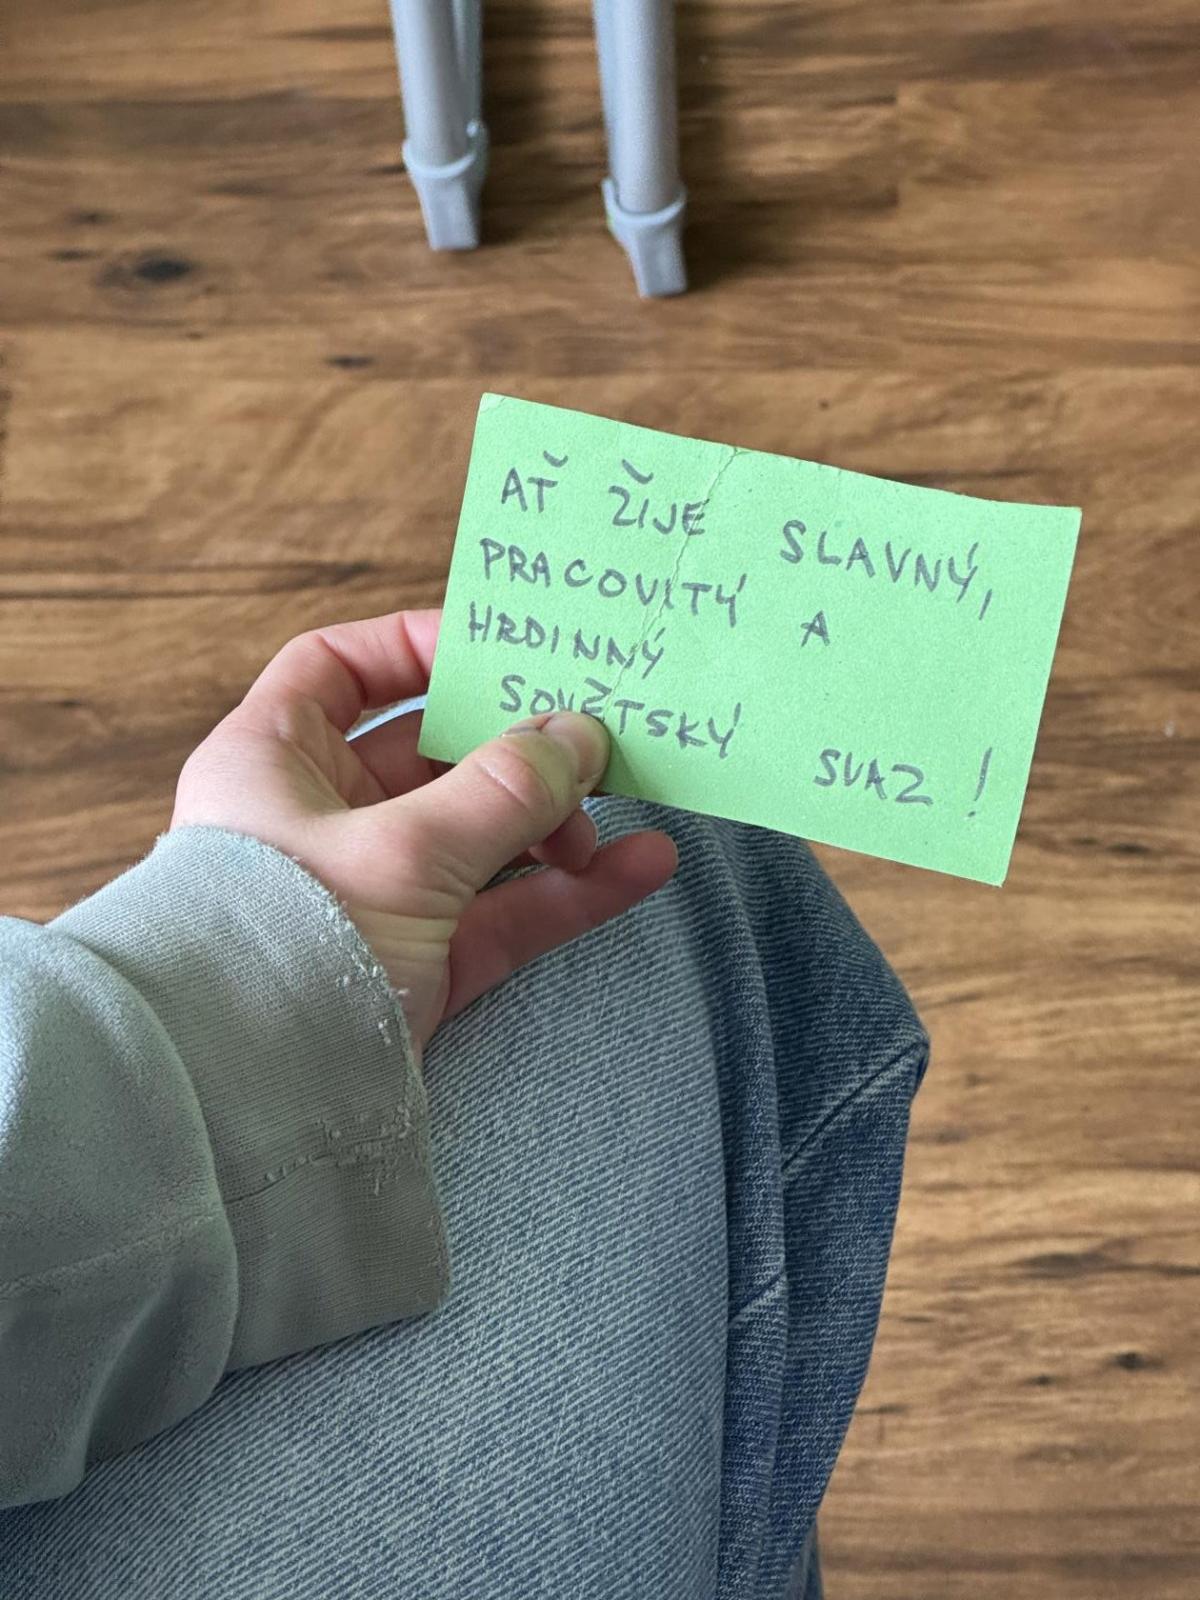 AŤ ŽIJE SLAVNÝ,
PRACOVITÝ A
HRDINNÝ
SOVĚTSKÝ SVAZ!